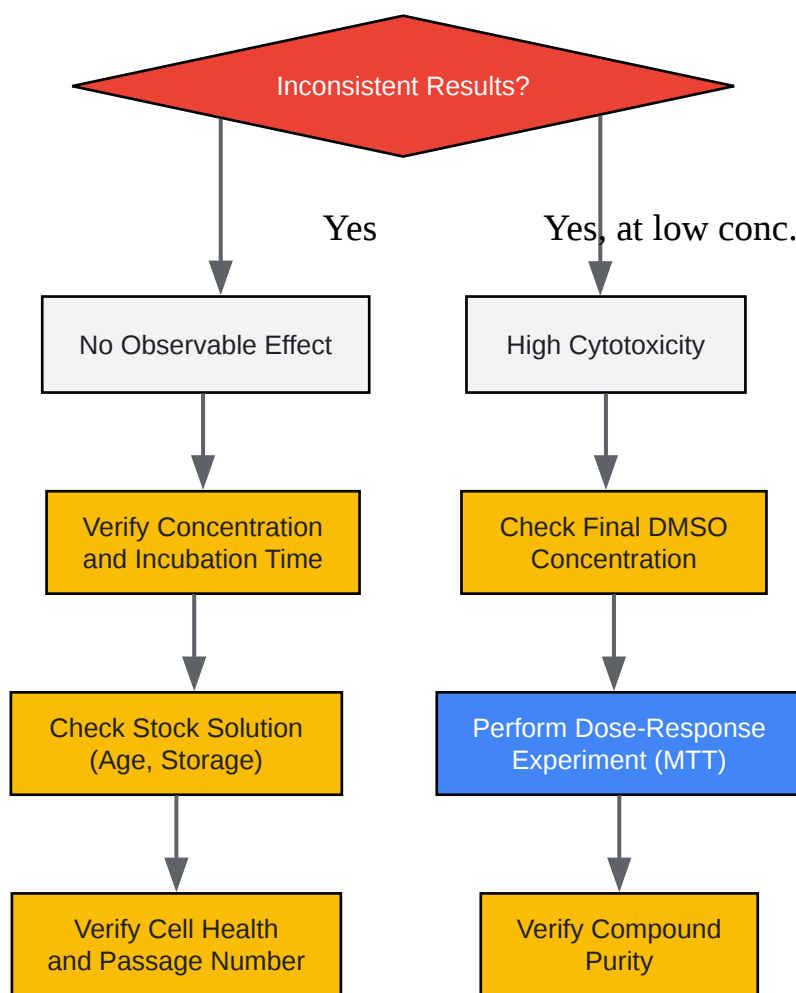 Inconsistent Results?
Yes
Yes, at low conc.
No Observable Effect
High Cytotoxicity
Verify Concentration
and Incubation Time
Check Final DMSO
Concentration
Check Stock Solution
(Age, Storage)
Perform Dose-Response
Experiment (MTT)
Verify Cell Health
and Passage Number
Verify Compound
Purity